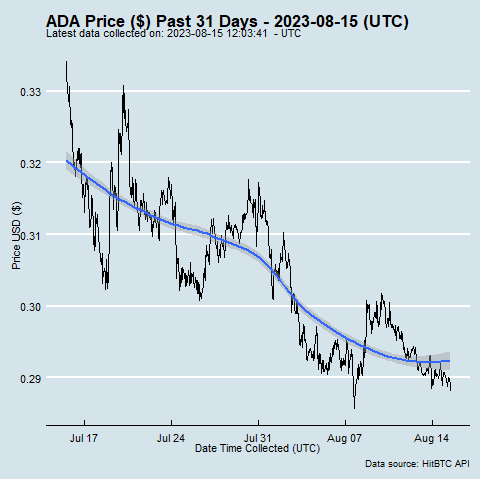 ADA Price ($) Past 31 Days - 2023-08-15 (UTC)
Latest data collected on: 2023-08-15 12:03:41  - UTC
Price USD ($)
0.33
0.32
0.31
0.30
0.29
Jul 17
Jul 24
Jul 31
Aug 07
Aug 14
Date Time Collected (UTC)
Data source: HitBTC API